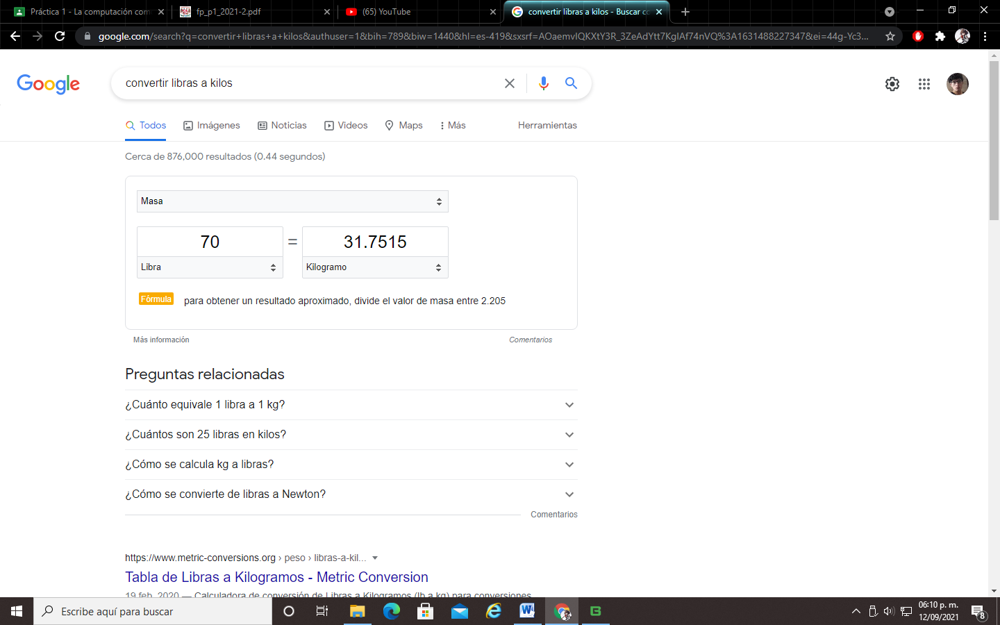 Práctica 1 - La computación com
fp_p1_2021-2.pdf
(65) YouTube
convertir libras a kilos - Buscar co
google.com/search?q=convertir+libras+a+kilos&authuser=1&bih=789&biw=1440&hl=es-419&sxsrf=AOaemvIQKXtY3R_3ZeAdYtt7KgIAf74nVQ%3A1631488227347&ei=44g-Yc3...
Google
convertir libras a kilos
Todos
Imágenes
Noticias
Videos
Maps
Más
Herramientas
Cerca de 876,000 resultados (0.44 segundos)
Masa
70 = 31.7515
Libra
Kilogramo
Fórmula para obtener un resultado aproximado, divide el valor de masa entre 2.205
Más información
Comentarios
Preguntas relacionadas
¿Cuánto equivale 1 libra a 1 kg?
¿Cuántos son 25 libras en kilos?
¿Cómo se calcula kg a libras?
¿Cómo se convierte de libras a Newton?
Comentarios
https://www.metric-conversions.org › peso › libras-a-kil...
Tabla de Libras a Kilogramos - Metric Conversion
19 feb. 2020 — Calculadora de conversión de Libras a Kilogramos (lb a kg) para conversiones
Escribe aquí para buscar
06:10 p. m.
12/09/2021
8